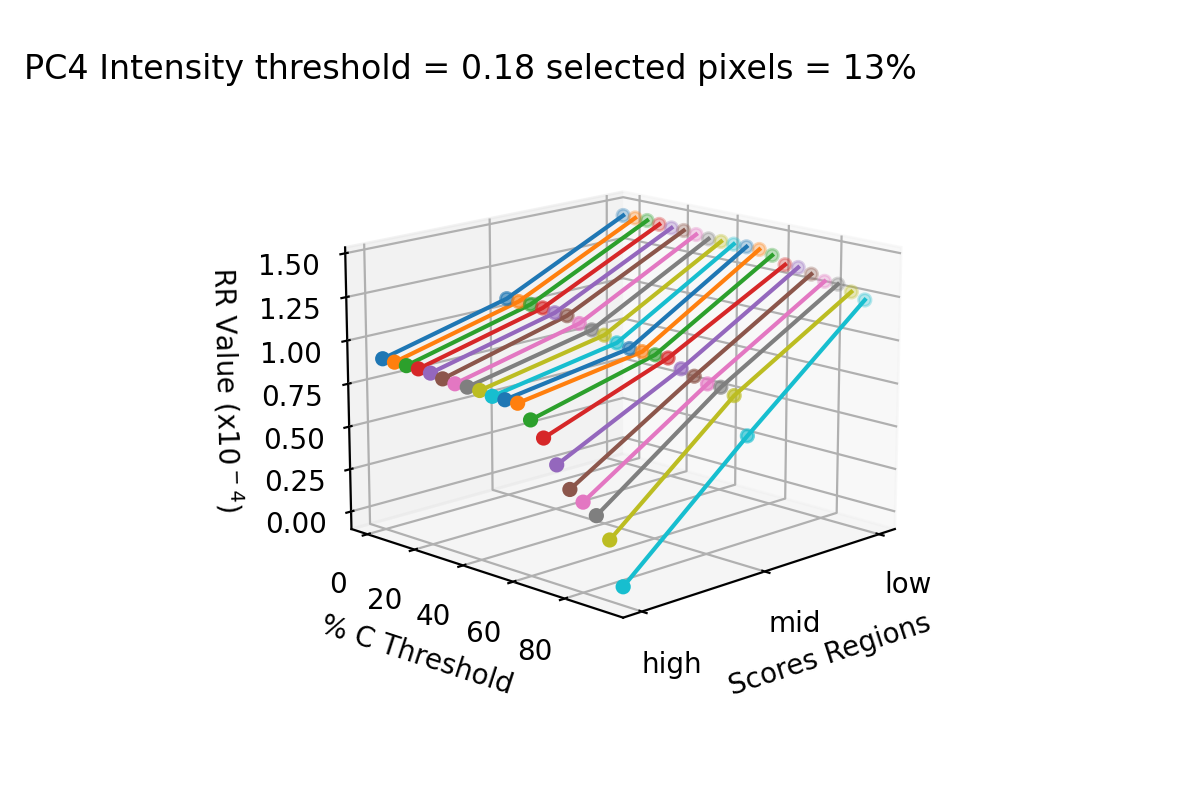 PC4 Intensity threshold = 0.18 selected pixels = 13%
RR Value (x10⁻⁴)
1.50
1.25
1.00
0.75
0.50
0.25
0.00
0
20
40
60
80
% C Threshold
high
mid
low
Scores Regions